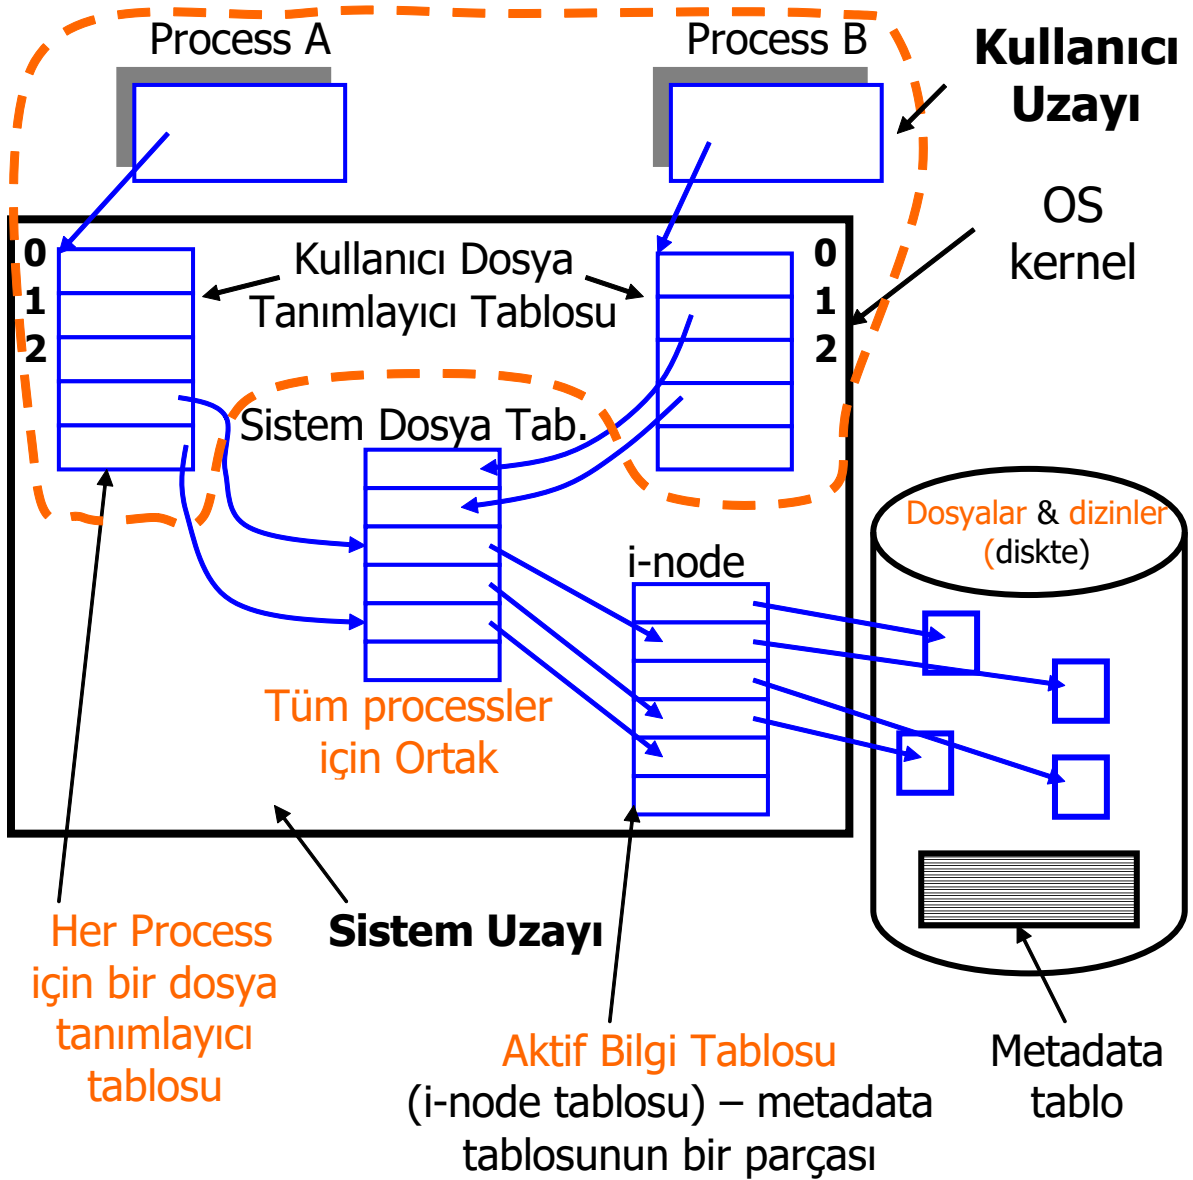 Process A
Process B
Kullanıcı
Uzayı
OS
kernel
0
1
2
Kullanıcı Dosya
Tanımlayıcı Tablosu
0
1
2
Sistem Dosya Tab.
Tüm processler
için Ortak
i-node
Dosyalar & dizinler
(diskte)
Her Process
için bir dosya
tanımlayıcı
tablosu
Sistem Uzayı
Aktif Bilgi Tablosu
(i-node tablosu) – metadata
tablosunun bir parçası
Metadata
tablo